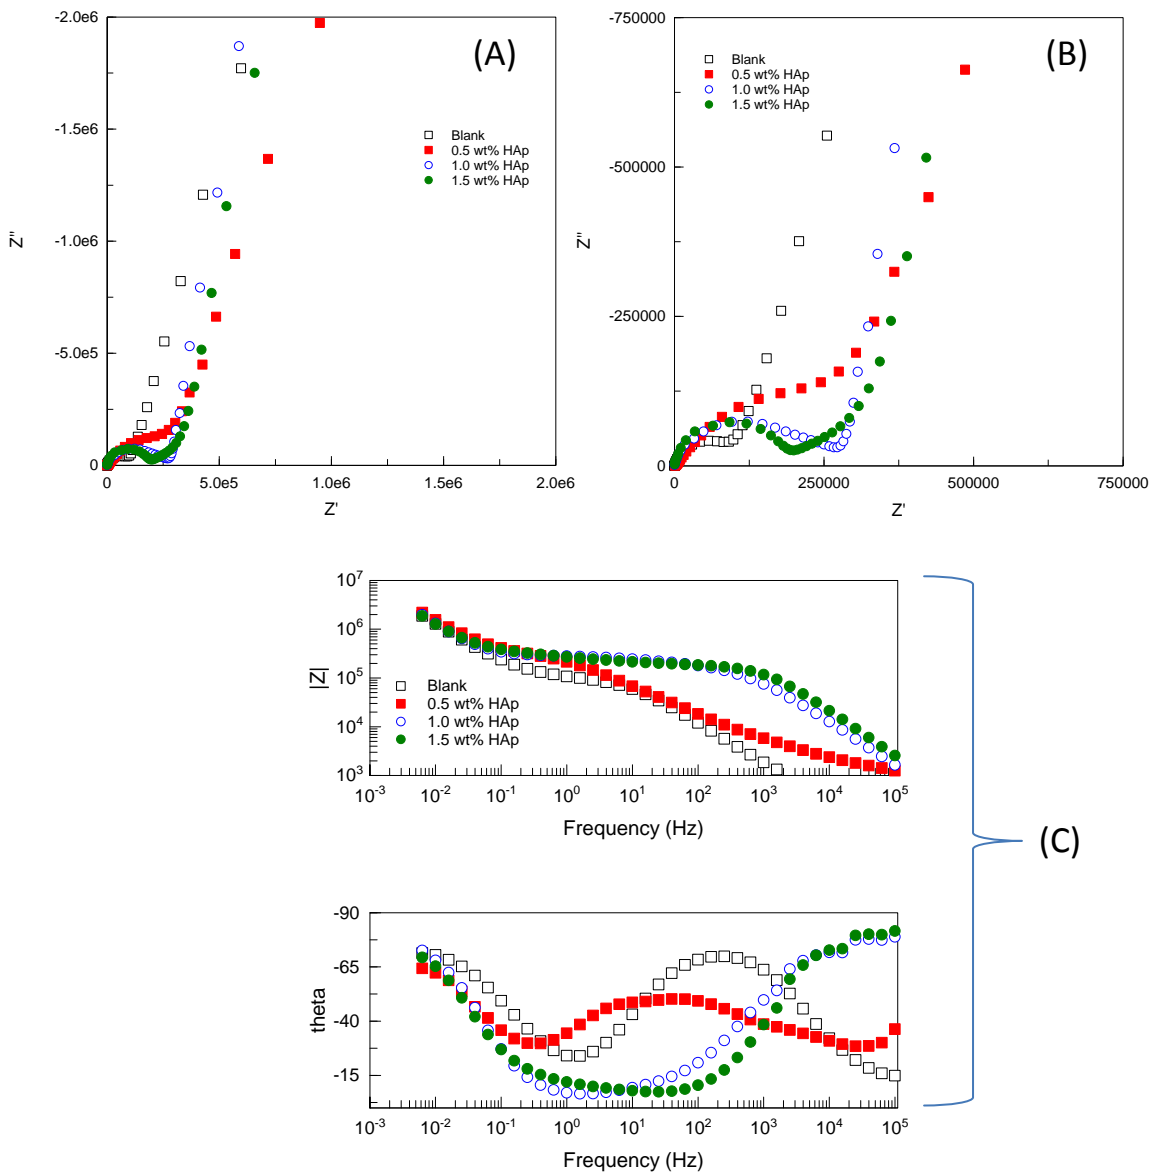 -2.0e6
-1.5e6
-1.0e6
-5.0e5
0
Z''
(A)
Blank
0.5 wt% HAp
1.0 wt% HAp
1.5 wt% HAp
0
5.0e5
1.0e6
1.5e6
2.0e6
Z'
-750000
-500000
-250000
0
Z''
(B)
Blank
0.5 wt% HAp
1.0 wt% HAp
1.5 wt% HAp
0
250000
500000
750000
Z'
10^7
10^6
10^5
10^4
10^3
|Z|
Blank
0.5 wt% HAp
1.0 wt% HAp
1.5 wt% HAp
10^-3
10^-2
10^-1
10^0
10^1
10^2
10^3
10^4
10^5
Frequency (Hz)
(C)
-90
-65
-40
-15
theta
10^-3
10^-2
10^-1
10^0
10^1
10^2
10^3
10^4
10^5
Frequency (Hz)